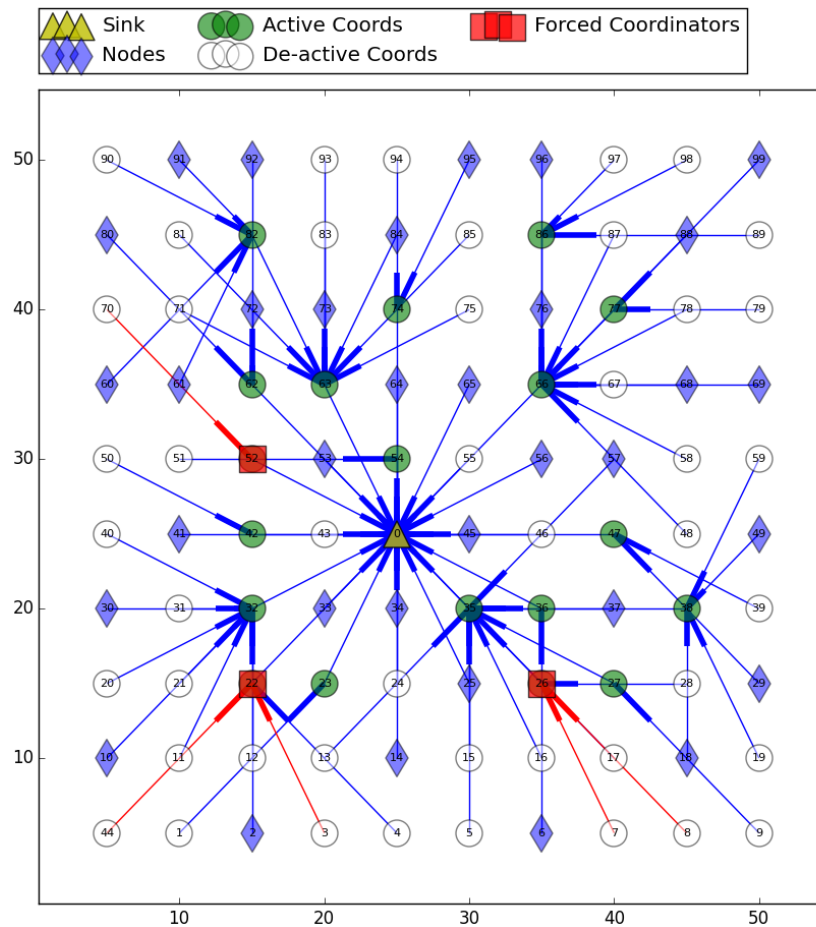 Sink Active Coords Forced Coordinators
Nodes De-active Coords
50 90 91 92 93 94 95 96 97 98 99
80 81 82 83 84 85 86 87 88 89
40 70 71 72 73 74 75 76 77 78 79
60 61 62 63 64 65 66 67 68 69
30 50 51 52 53 54 55 56 57 58 59
40 41 42 43 0 45 46 47 48 49
20 30 31 32 33 34 35 36 37 38 39
20 21 22 23 24 25 26 27 28 29
10 10 11 12 13 14 15 16 17 18 19
44 1 2 3 4 5 6 7 8 9
10 20 30 40 50